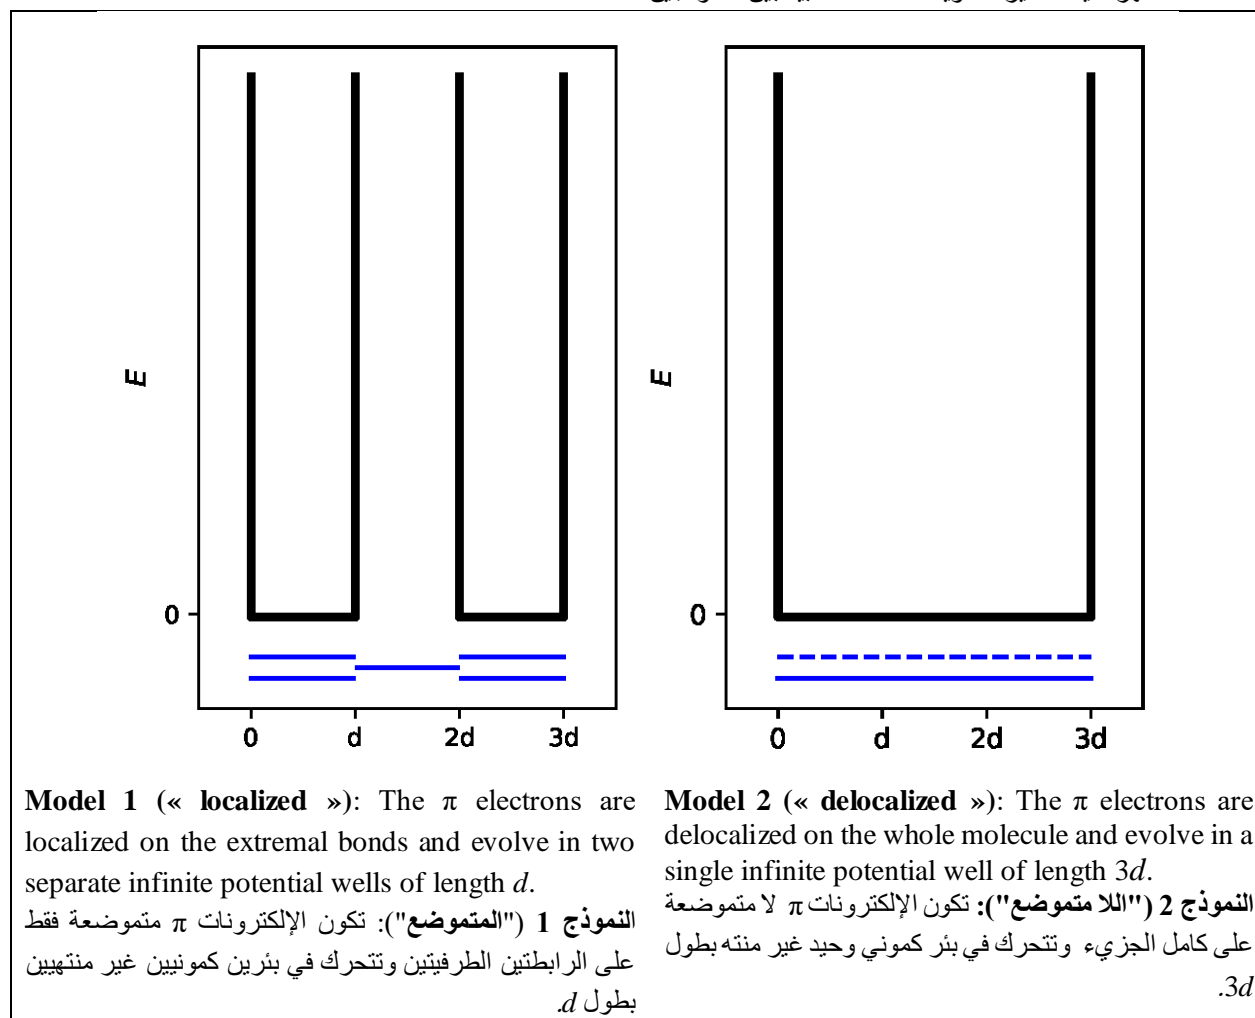 E
0
0
d
2d
3d
E
0
0
d
2d
3d
Model 1 (« localized »): The π electrons are
localized on the extremal bonds and evolve in two
separate infinite potential wells of length d.
النموذج 1 ("المتموضع"): تكون الإلكترونات π متموضعة فقط
على الرابطتين الطرفيتين وتتحرك في بئرين كمونيين غير منتهيين
بطول d.
Model 2 (« delocalized »): The π electrons are
delocalized on the whole molecule and evolve in a
single infinite potential well of length 3d.
النموذج 2 ("اللا متموضع"): تكون الإلكترونات π لا متموضعة
على كامل الجزيء وتتحرك في بئر كموني وحيد غير منته بطول
3d.